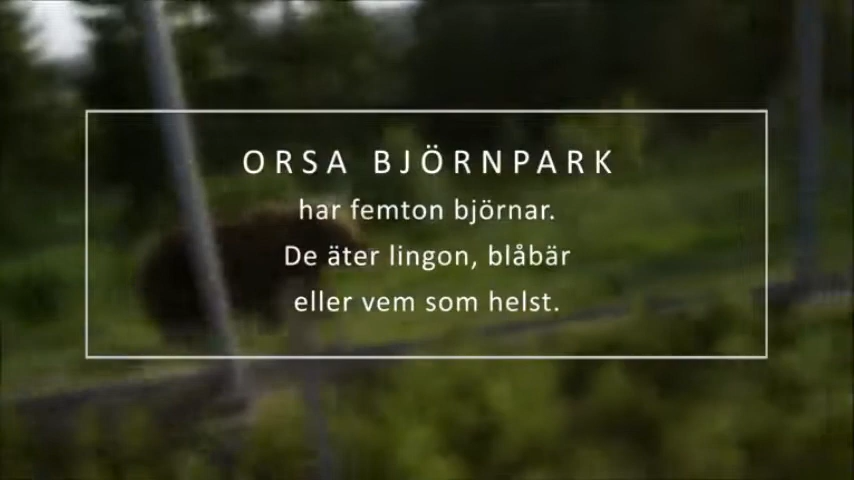 ORSA BJÖRNPARK
har femton björnar.
De äter lingon, blåbär
eller vem som helst.